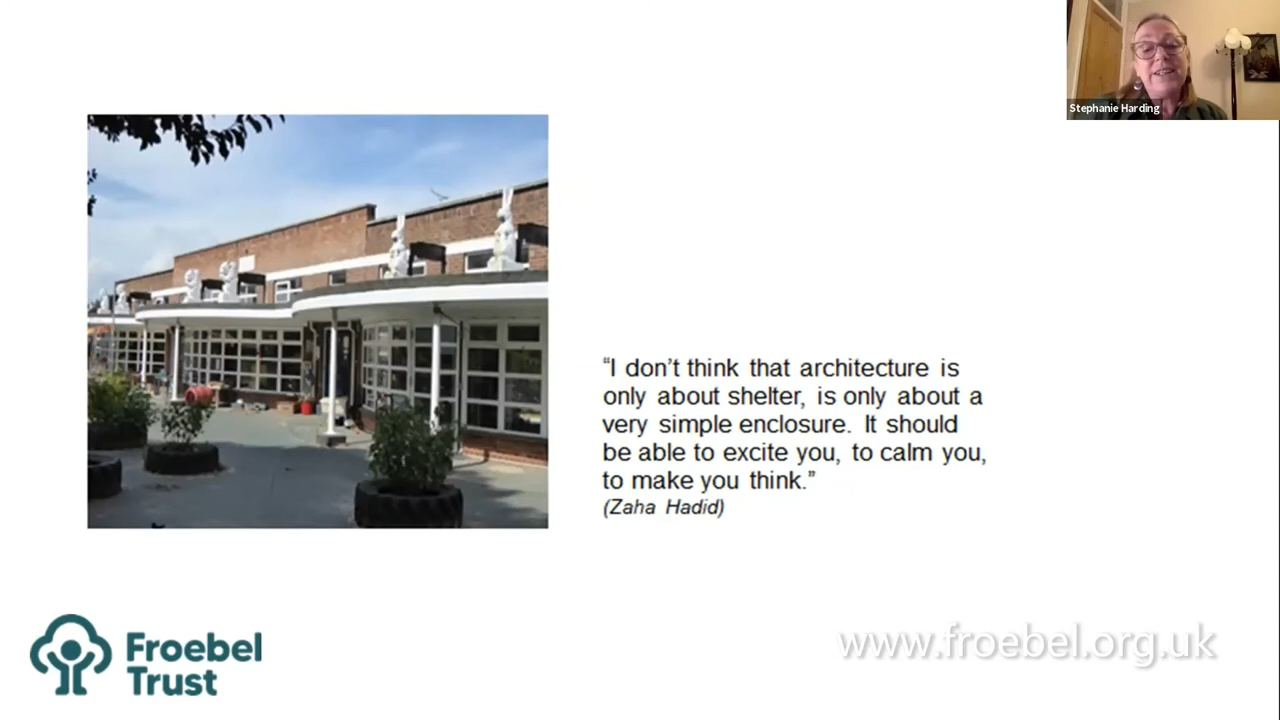 Stephanie Harding
“I don’t think that architecture is
only about shelter, is only about a
very simple enclosure. It should
be able to excite you, to calm you,
to make you think.”
(Zaha Hadid)
Froebel
Trust
www.froebel.org.uk